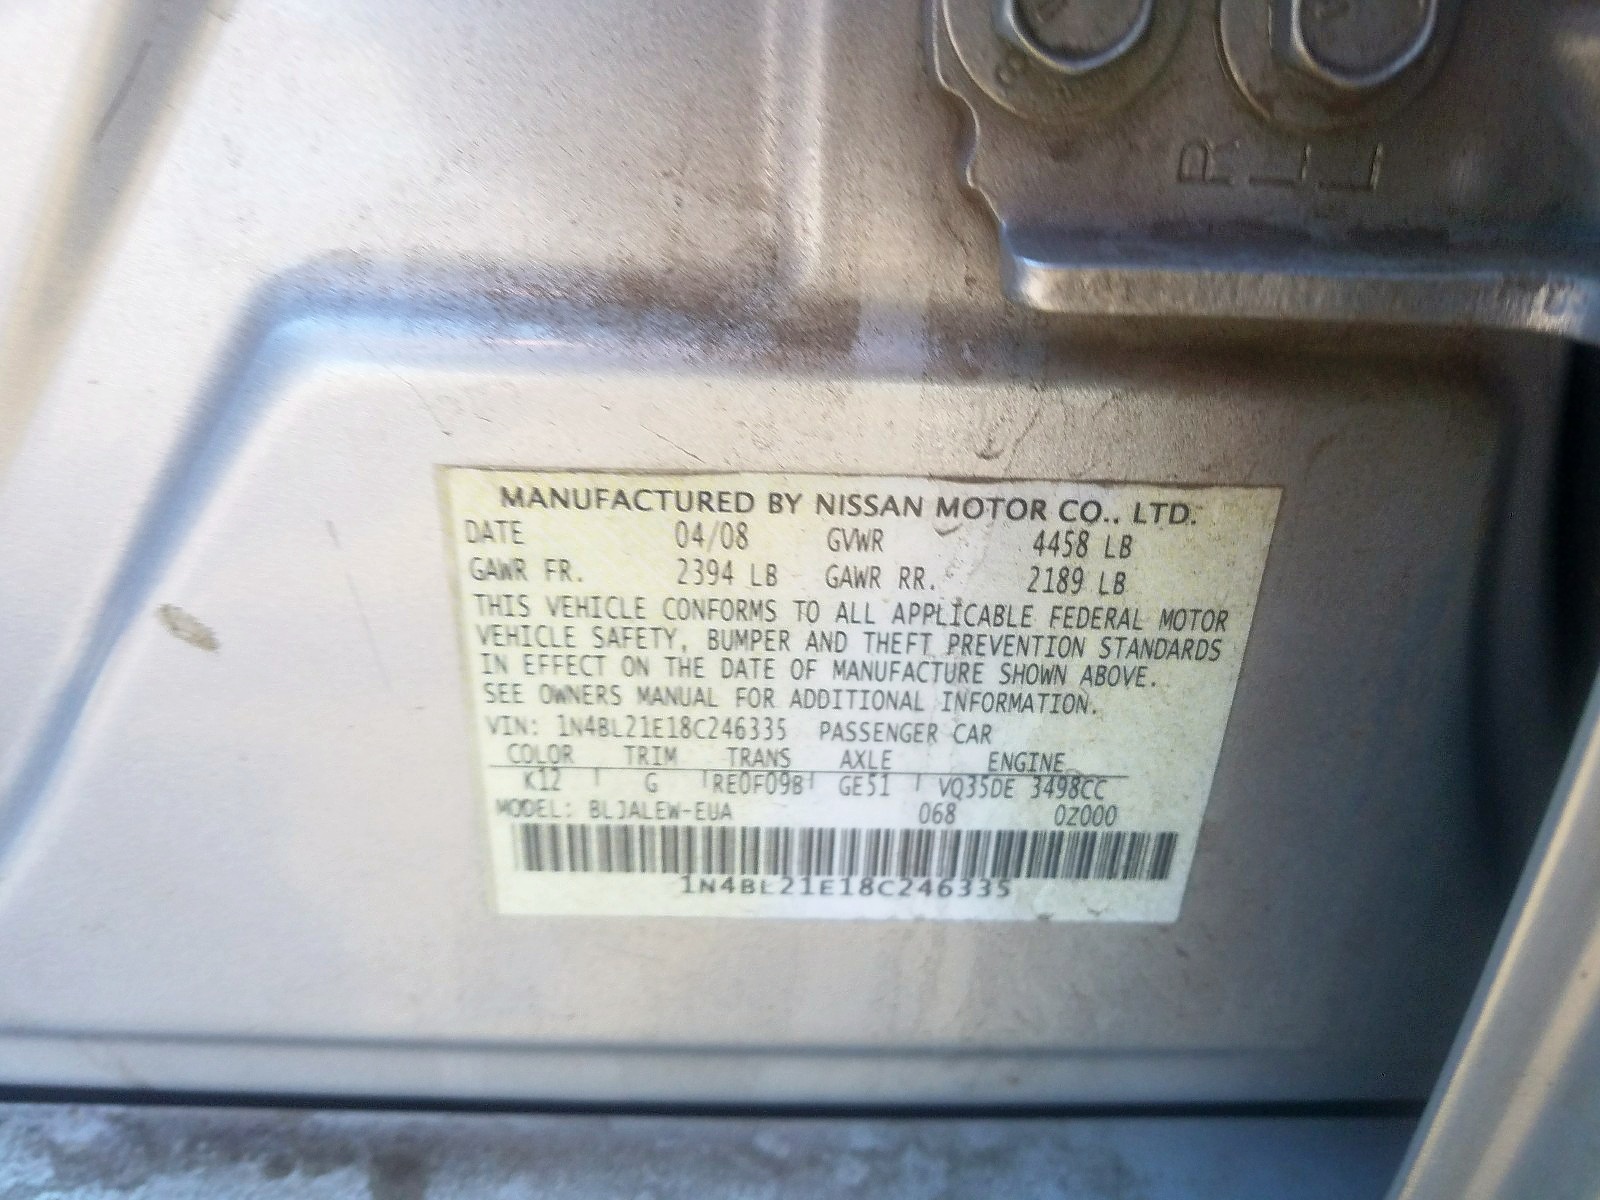 R
L
L
MANUFACTURED BY NISSAN MOTOR CO., LTD.
DATE 04/08 GVWR 4458 LB
GAWR FR. 2394 LB GAWR RR. 2189 LB
THIS VEHICLE CONFORMS TO ALL APPLICABLE FEDERAL MOTOR
VEHICLE SAFETY, BUMPER AND THEFT PREVENTION STANDARDS
IN EFFECT ON THE DATE OF MANUFACTURE SHOWN ABOVE.
SEE OWNERS MANUAL FOR ADDITIONAL INFORMATION.
VIN: 1N4BL21E18C246335 PASSENGER CAR
COLOR TRIM TRANS AXLE ENGINE
K12 G RE0F09B GE51 VQ35DE 3498CC
MODEL: BLJALEW-EUA 068 0Z000
1N4BL21E18C246335